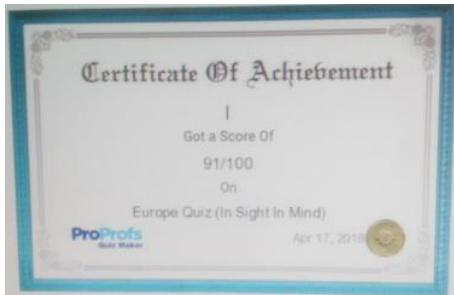 Certificate Of Achievement
I
Got a Score Of
91/100
On
Europe Quiz (In Sight In Mind)
ProProfs
Quiz Maker
Apr 17, 2018